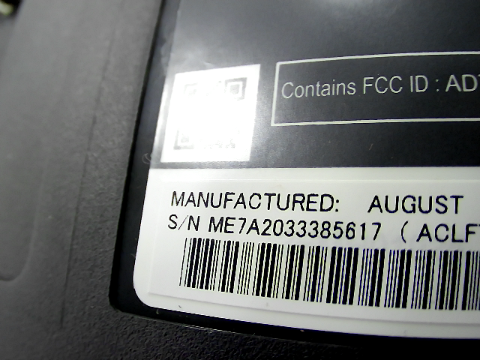 Contains FCC ID : AD
MANUFACTURED: AUGUST
S/N ME7A2033385617 ( ACLF